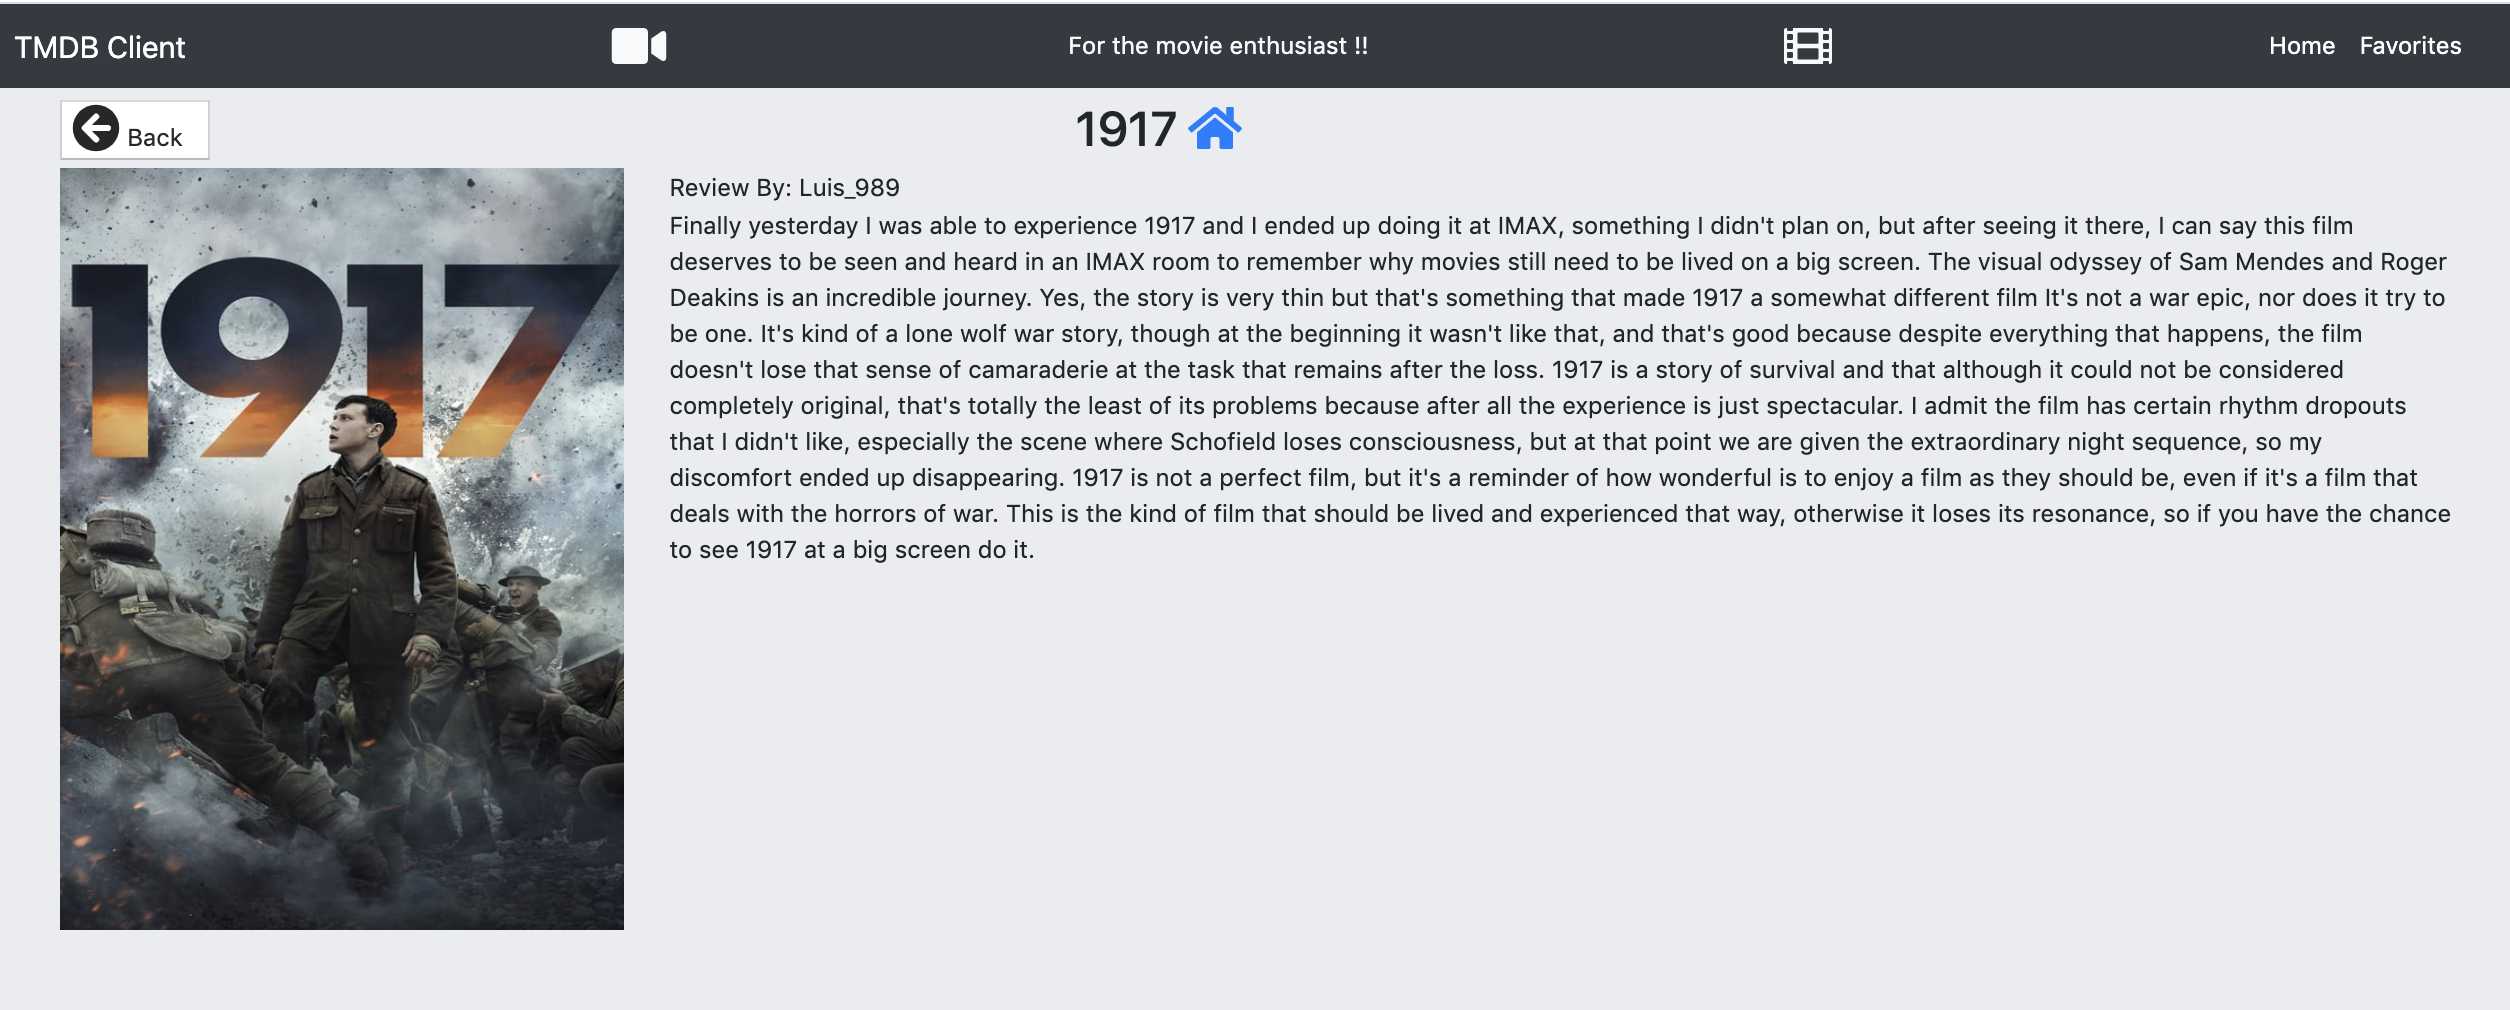 TMDB Client
For the movie enthusiast !!
Home Favorites
Back
1917
1917
Review By: Luis_989
Finally yesterday I was able to experience 1917 and I ended up doing it at IMAX, something I didn't plan on, but after seeing it there, I can say this film
deserves to be seen and heard in an IMAX room to remember why movies still need to be lived on a big screen. The visual odyssey of Sam Mendes and Roger
Deakins is an incredible journey. Yes, the story is very thin but that's something that made 1917 a somewhat different film It's not a war epic, nor does it try to
be one. It's kind of a lone wolf war story, though at the beginning it wasn't like that, and that's good because despite everything that happens, the film
doesn't lose that sense of camaraderie at the task that remains after the loss. 1917 is a story of survival and that although it could not be considered
completely original, that's totally the least of its problems because after all the experience is just spectacular. I admit the film has certain rhythm dropouts
that I didn't like, especially the scene where Schofield loses consciousness, but at that point we are given the extraordinary night sequence, so my
discomfort ended up disappearing. 1917 is not a perfect film, but it's a reminder of how wonderful is to enjoy a film as they should be, even if it's a film that
deals with the horrors of war. This is the kind of film that should be lived and experienced that way, otherwise it loses its resonance, so if you have the chance
to see 1917 at a big screen do it.